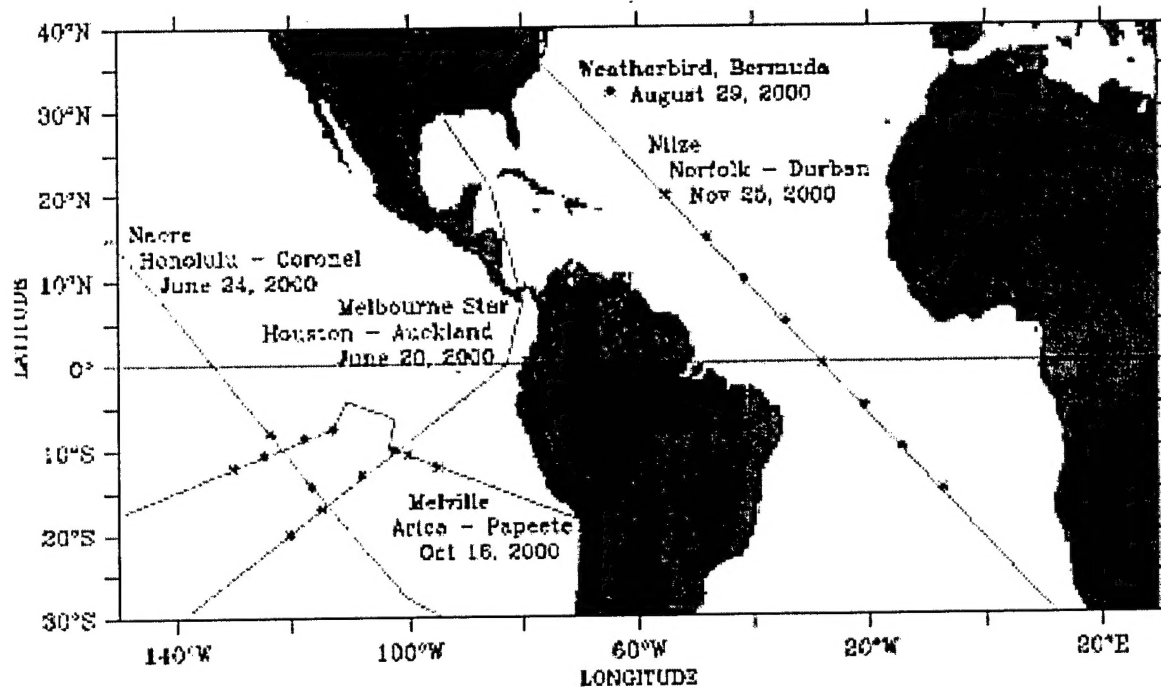 40°N
30°N
20°N
10°N
0°
10°S
20°S
30°S
LATITUDE
Weatherbird, Bermuda
August 29, 2000
Nilze
Norfolk - Durban
Nov 25, 2000
Nacre
Honolulu - Coronel
June 24, 2000
Melbourne Star
Houston - Auckland
June 20, 2000
Melville
Arica - Papeete
Oct 16, 2000
140°W
100°W
60°W
20°W
20°E
LONGITUDE